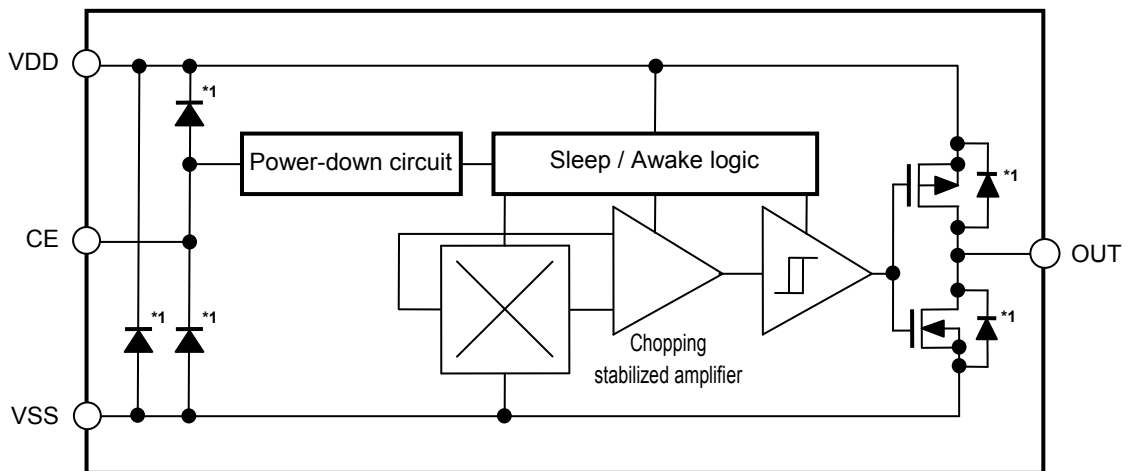 VDD
*1
Power-down circuit
Sleep / Awake logic
*1
CE
OUT
*1
*1
*1
Chopping
stabilized amplifier
VSS